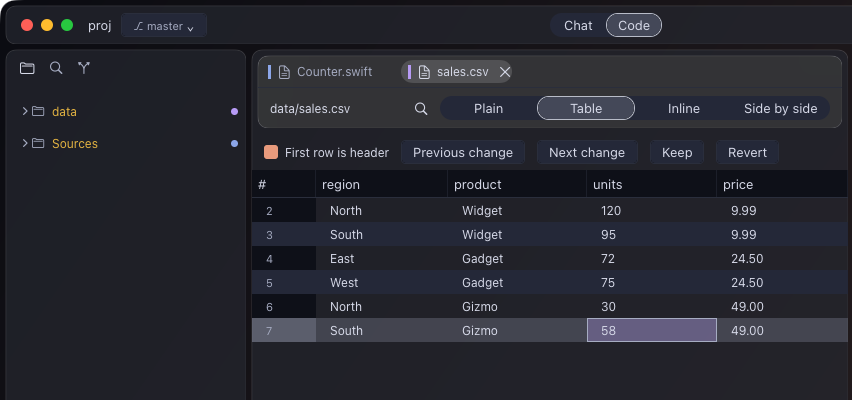 proj master Chat Code
Counter.swift sales.csv
data/sales.csv Plain Table Inline Side by side
data
Sources
First row is header Previous change Next change Keep Revert
# region product units price
2 North Widget 120 9.99
3 South Widget 95 9.99
4 East Gadget 72 24.50
5 West Gadget 75 24.50
6 North Gizmo 30 49.00
7 South Gizmo 58 49.00